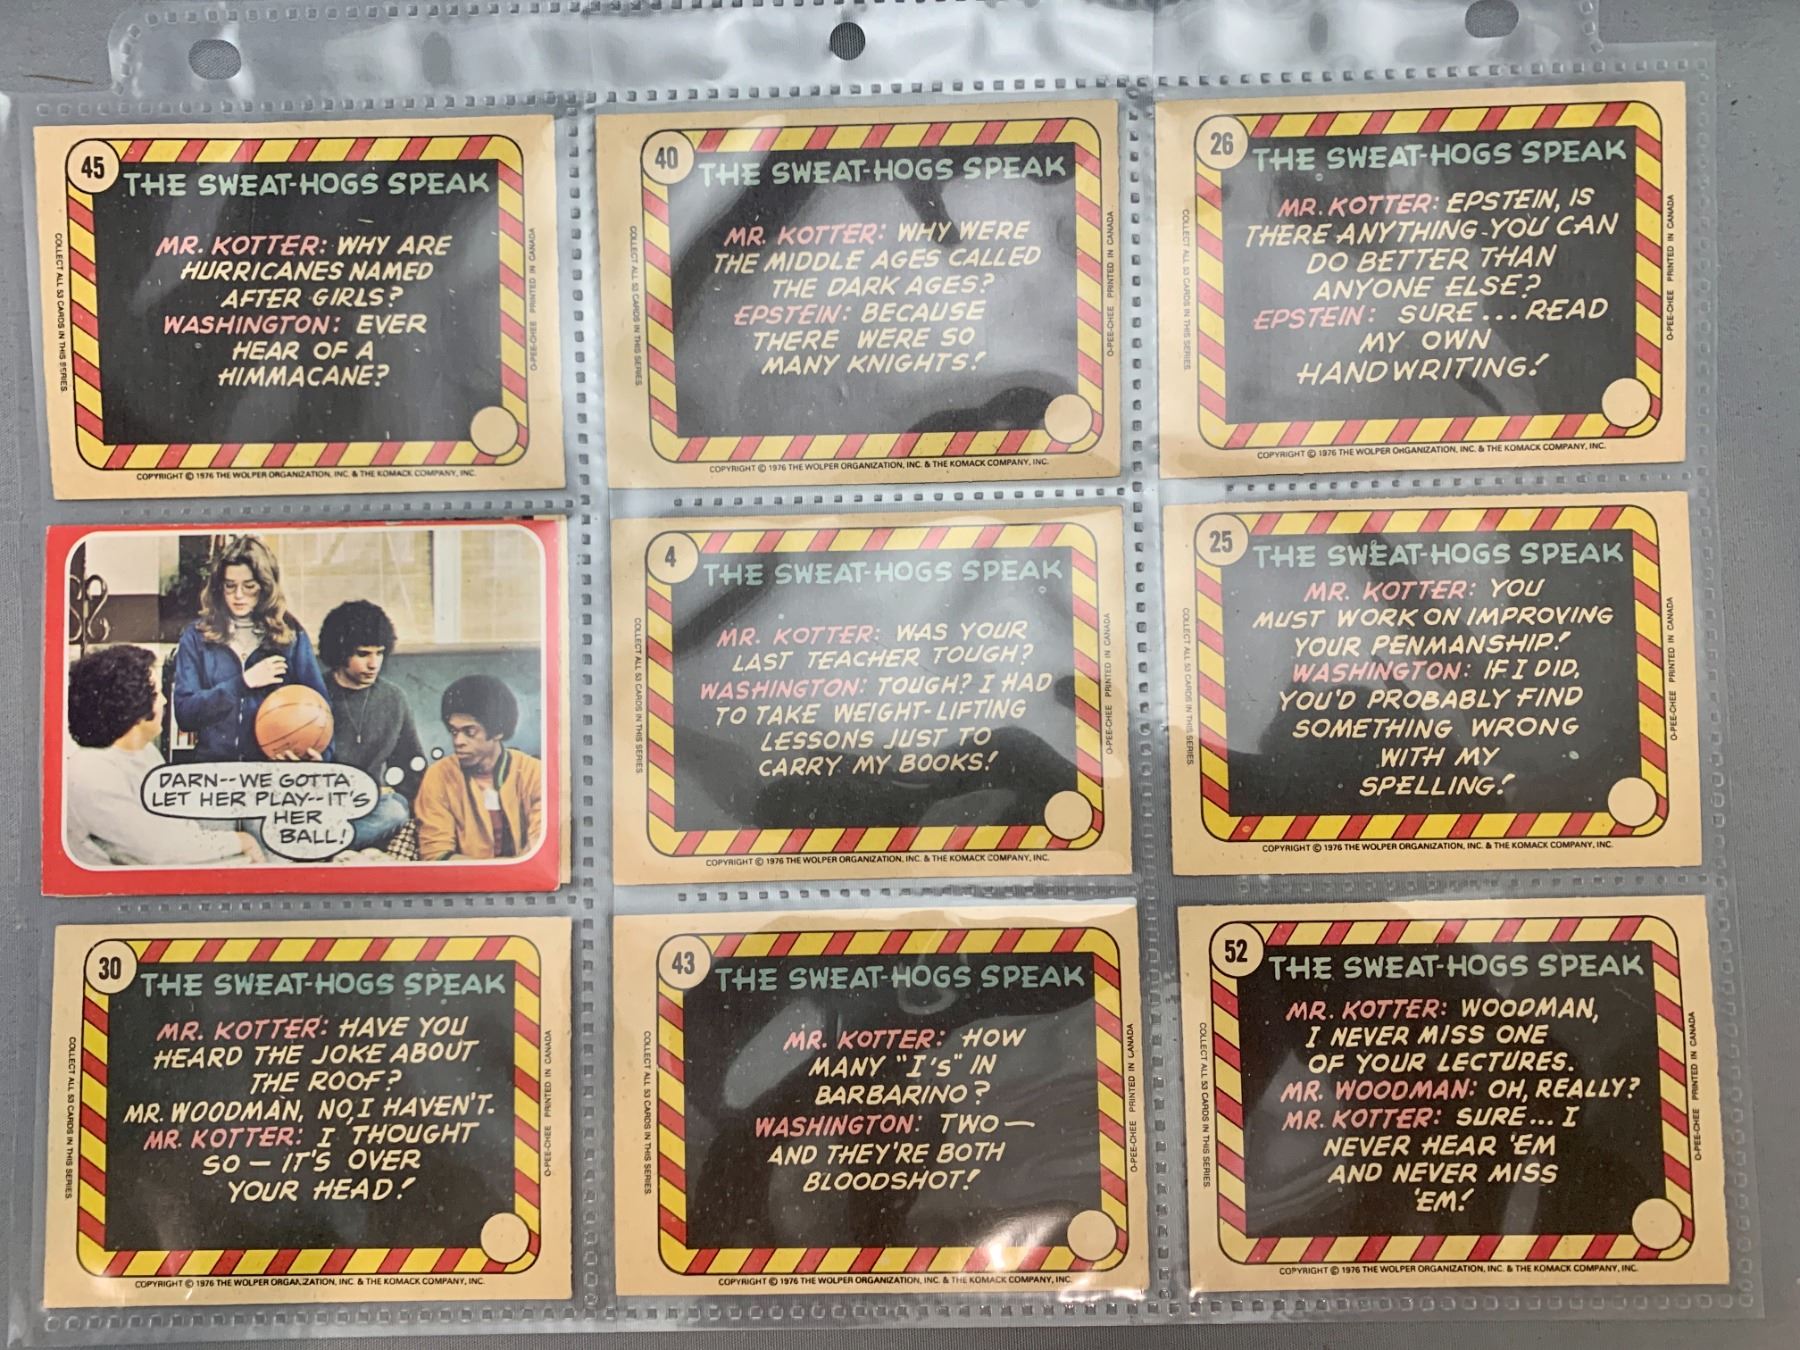 45
THE SWEAT-HOGS SPEAK
MR. KOTTER: WHY ARE
HURRICANES NAMED
AFTER GIRLS?
WASHINGTON: EVER
HEAR OF A
HIMMACANE?
COLLECT ALL 53 CARDS IN THIS SERIES
O-PEE-CHEE PRINTED IN CANADA
COPYRIGHT © 1976 THE WOLPER ORGANIZATION, INC. & THE KOMACK COMPANY, INC.
40
THE SWEAT-HOGS SPEAK
MR. KOTTER: WHY WERE
THE MIDDLE AGES CALLED
THE DARK AGES?
EPSTEIN: BECAUSE
THERE WERE SO
MANY KNIGHTS!
COLLECT ALL 53 CARDS IN THIS SERIES
O-PEE-CHEE PRINTED IN CANADA
COPYRIGHT © 1976 THE WOLPER ORGANIZATION, INC. & THE KOMACK COMPANY, INC.
26
THE SWEAT-HOGS SPEAK
MR. KOTTER: EPSTEIN, IS
THERE ANYTHING YOU CAN
DO BETTER THAN
ANYONE ELSE?
EPSTEIN: SURE...READ
MY OWN
HANDWRITING!
COLLECT ALL 53 CARDS IN THIS SERIES.
O-PEE-CHEE PRINTED IN CANADA
COPYRIGHT © 1976 THE WOLPER ORGANIZATION, INC. & THE KOMACK COMPANY, INC.
DARN--WE GOTTA
LET HER PLAY--IT'S
HER
BALL!
4
THE SWEAT-HOGS SPEAK
MR. KOTTER: WAS YOUR
LAST TEACHER TOUGH?
WASHINGTON: TOUGH? I HAD
TO TAKE WEIGHT-LIFTING
LESSONS JUST TO
CARRY MY BOOKS!
COLLECT ALL 53 CARDS IN THIS SERIES
O-PEE-CHEE PRINTED IN CANADA
COPYRIGHT © 1976 THE WOLPER ORGANIZATION, INC. & THE KOMACK COMPANY, INC.
25
THE SWEAT-HOGS SPEAK
MR. KOTTER: YOU
MUST WORK ON IMPROVING
YOUR PENMANSHIP!
WASHINGTON: IF I DID,
YOU'D PROBABLY FIND
SOMETHING WRONG
WITH MY
SPELLING!
COLLECT ALL 53 CARDS IN THIS SERIES.
O-PEE-CHEE PRINTED IN CANADA
COPYRIGHT © 1976 THE WOLPER ORGANIZATION, INC. & THE KOMACK COMPANY, INC.
30
THE SWEAT-HOGS SPEAK
MR. KOTTER: HAVE YOU
HEARD THE JOKE ABOUT
THE ROOF?
MR. WOODMAN, NO, I HAVEN'T.
MR. KOTTER: I THOUGHT
SO — IT'S OVER
YOUR HEAD!
COLLECT ALL 53 CARDS IN THIS SERIES
O-PEE-CHEE PRINTED IN CANADA
COPYRIGHT © 1976 THE WOLPER ORGANIZATION, INC. & THE KOMACK COMPANY, INC.
43
THE SWEAT-HOGS SPEAK
MR. KOTTER: HOW
MANY "I's" IN
BARBARINO?
WASHINGTON: TWO —
AND THEY'RE BOTH
BLOODSHOT!
COLLECT ALL 53 CARDS IN THIS SERIES.
O-PEE-CHEE PRINTED IN CANADA
COPYRIGHT © 1976 THE WOLPER ORGANIZATION, INC. & THE KOMACK COMPANY, INC.
52
THE SWEAT-HOGS SPEAK
MR. KOTTER: WOODMAN,
I NEVER MISS ONE
OF YOUR LECTURES.
MR. WOODMAN: OH, REALLY?
MR. KOTTER: SURE... I
NEVER HEAR 'EM
AND NEVER MISS
'EM!
COLLECT ALL 53 CARDS IN THIS SERIES.
O-PEE-CHEE PRINTED IN CANADA
COPYRIGHT © 1976 THE WOLPER ORGANIZATION, INC. & THE KOMACK COMPANY, INC.